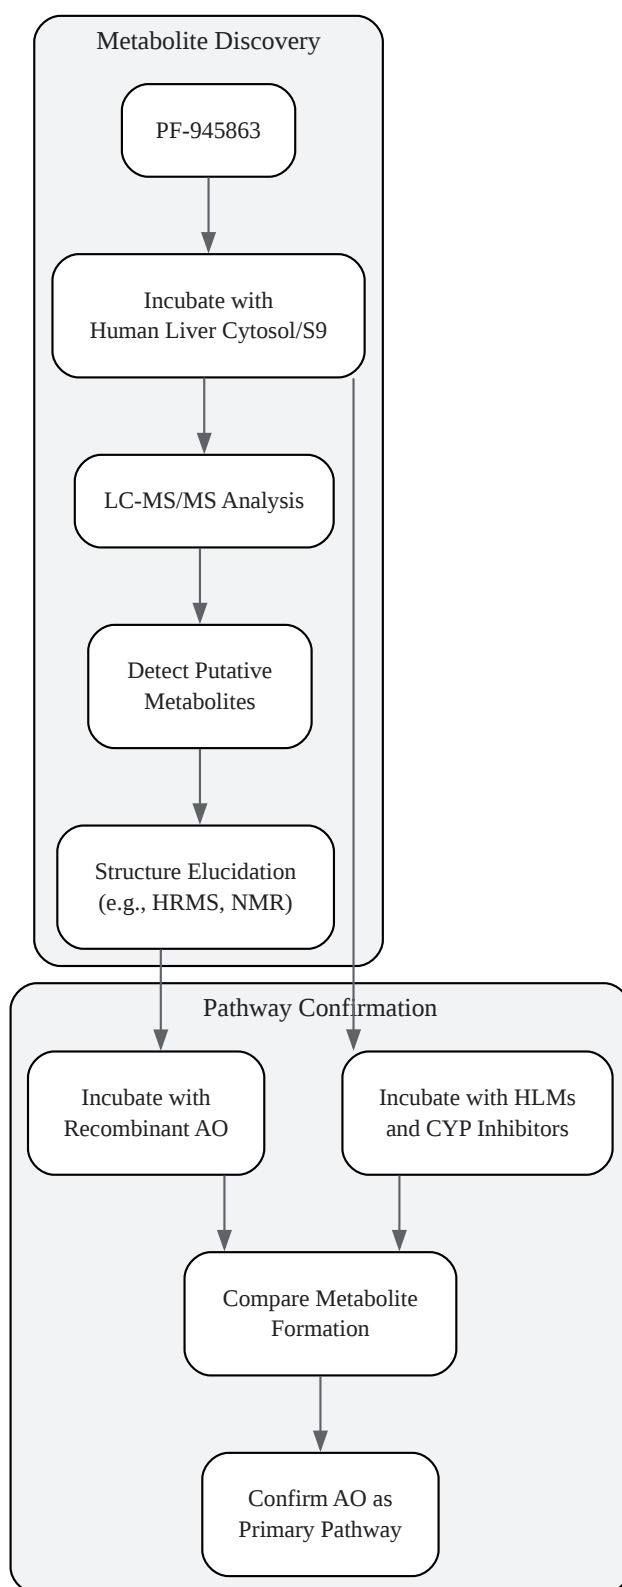 Metabolite Discovery
PF-945863
Incubate with
Human Liver Cytosol/S9
LC-MS/MS Analysis
Detect Putative
Metabolites
Structure Elucidation
(e.g., HRMS, NMR)
Pathway Confirmation
Incubate with
Recombinant AO
Incubate with HLMs
and CYP Inhibitors
Compare Metabolite
Formation
Confirm AO as
Primary Pathway